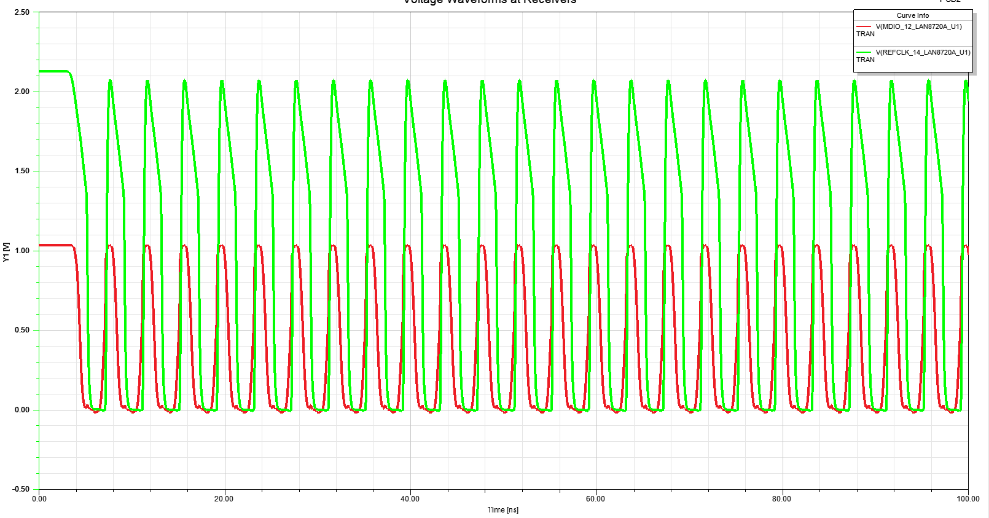 Voltage Waveforms at Receivers
Curve Info
V(MDIO_12_LAN8720A_U1)
TRAN
V(REFCLK_14_LAN8720A_U1)
TRAN
2.50
2.00
1.50
1.00
0.50
0.00
-0.50
Y1 [V]
0.00 20.00 40.00 60.00 80.00 100.00
Time [ns]